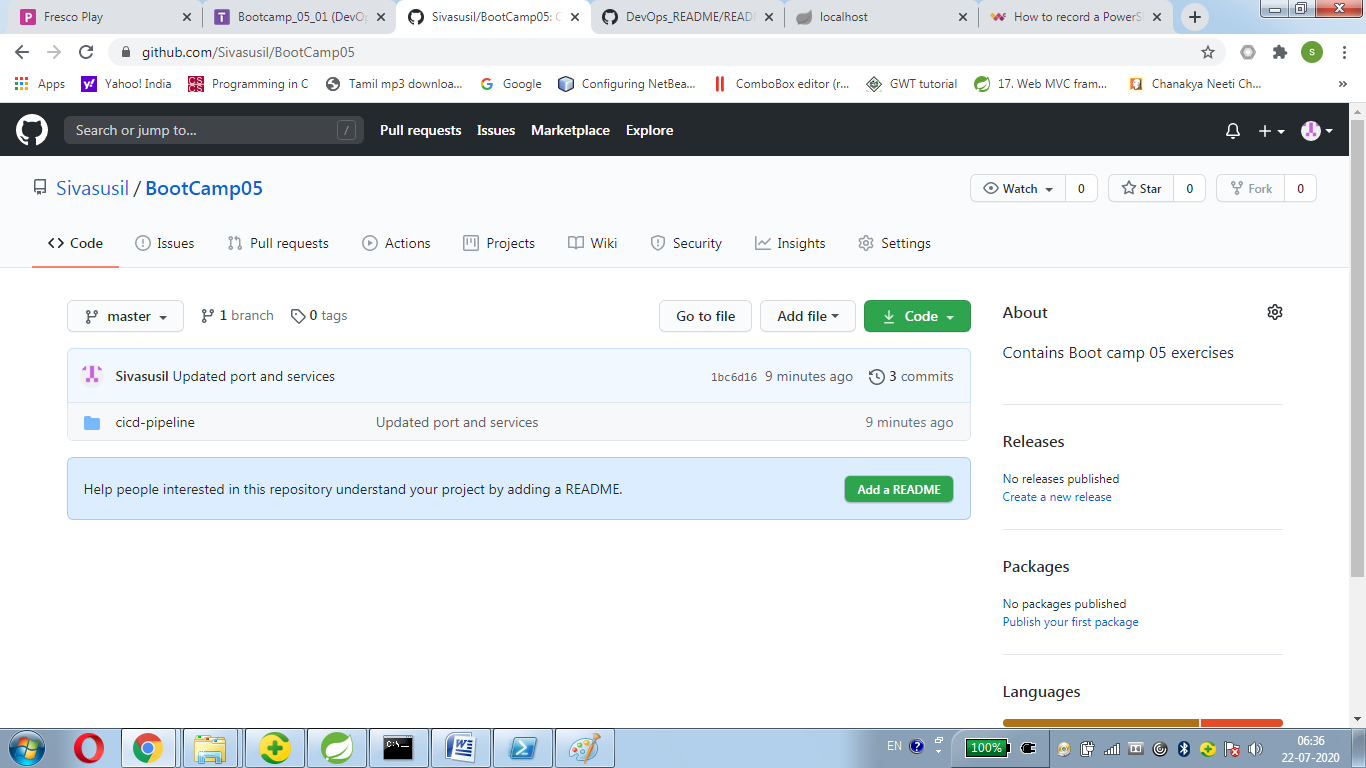 Fresco Play
Bootcamp_05_01 (DevOp
Sivasusil/BootCamp05: C
DevOps_README/READ
localhost
How to record a PowerS
github.com/Sivasusil/BootCamp05
S
Apps
Yahoo! India
Programming in C
Tamil mp3 downloa...
Google
Configuring NetBea...
ComboBox editor (r...
GWT tutorial
17. Web MVC fram...
Chanakya Neeti Ch...
»
Search or jump to...
/
Pull requests
Issues
Marketplace
Explore
Sivasusil / BootCamp05
Watch 0
Star 0
Fork 0
Code
Issues
Pull requests
Actions
Projects
Wiki
Security
Insights
Settings
master
1 branch
0 tags
Go to file
Add file
Code
Sivasusil Updated port and services
1bc6d16 9 minutes ago
3 commits
cicd-pipeline
Updated port and services
9 minutes ago
Help people interested in this repository understand your project by adding a README.
Add a README
About
Contains Boot camp 05 exercises
Releases
No releases published
Create a new release
Packages
No packages published
Publish your first package
Languages
C:\
EN
100%
06:36
22-07-2020